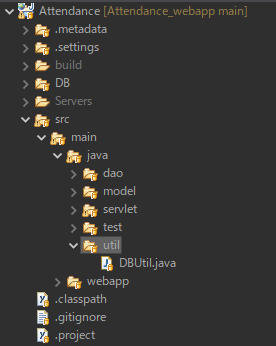 Attendance [Attendance_webapp main]
.metadata
.settings
build
DB
Servers
src
main
java
dao
model
servlet
test
util
DBUtil.java
webapp
.classpath
.gitignore
.project